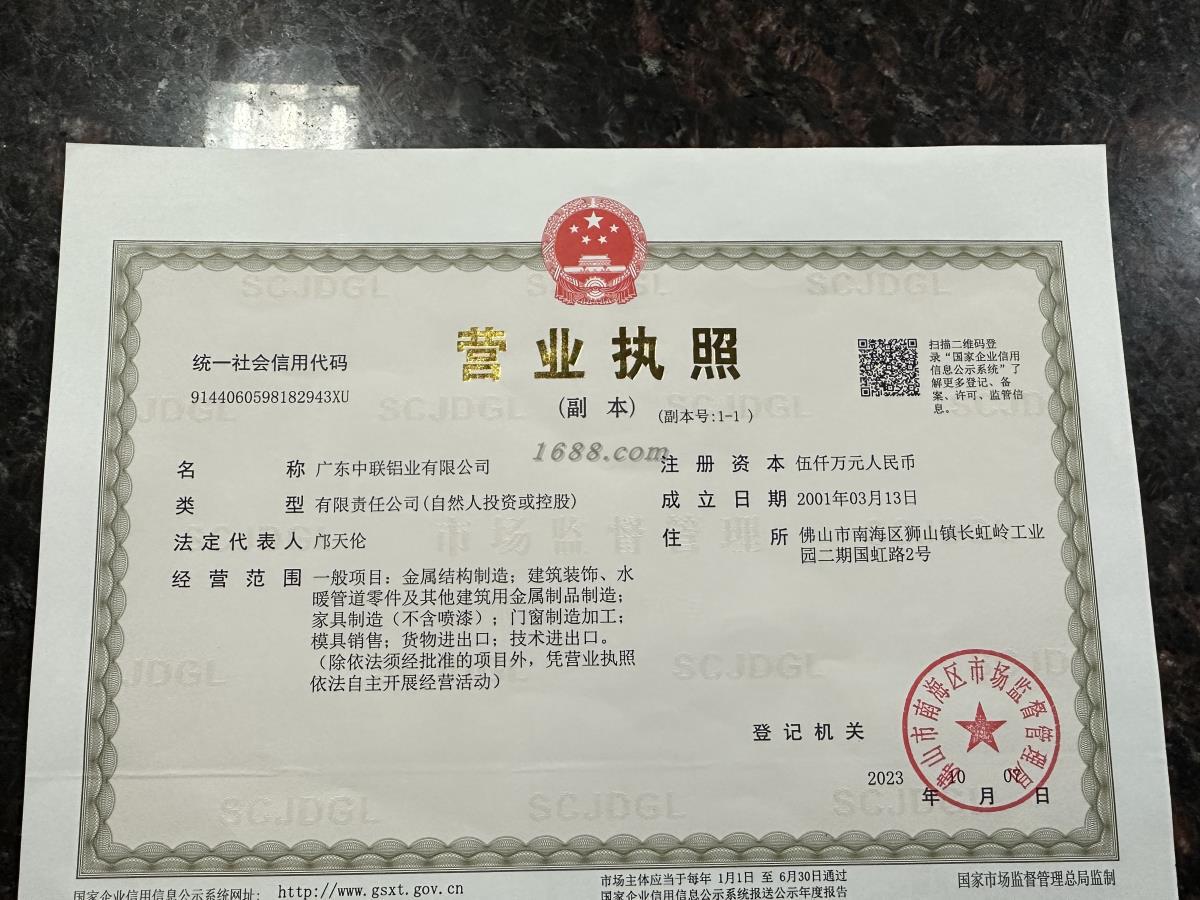 SCJDGL SCJDGL SCJDGL
营业执照
(副 本) (副本号:1-1 )
统一社会信用代码
9144060598182943XU
扫描二维码登
录“国家企业信用
信息公示系统”了
解更多登记、备
案、许可、监管信
息。
SCJDGL SCJDGL SCJDGL
1688.com
名 称 广东中联铝业有限公司
类 型 有限责任公司(自然人投资或控股)
法定代表人 邝天伦
经营范围 一般项目: 金属结构制造; 建筑装饰、水
暖管道零件及其他建筑用金属制品制造;
家具制造(不含喷漆); 门窗制造加工;
模具销售; 货物进出口; 技术进出口。
(除依法须经批准的项目外, 凭营业执照
依法自主开展经营活动)
注册资本 伍仟万元人民币
成立日期 2001年03月13日
住 所 佛山市南海区狮山镇长虹岭工业
园二期国虹路2号
市场监督管理
SCJDGL SCJDGL
登记机关
佛山市南海区市场监督管理局
2023 年 10 月 日
SCJDGL SCJDGL SCJDGL
国家企业信用信息公示系统网址: http://www.gsxt.gov.cn
市场主体应当于每年 1月1日 至 6月30日通过
国家企业信用信息公示系统报送公示年度报告
国家市场监督管理总局监制